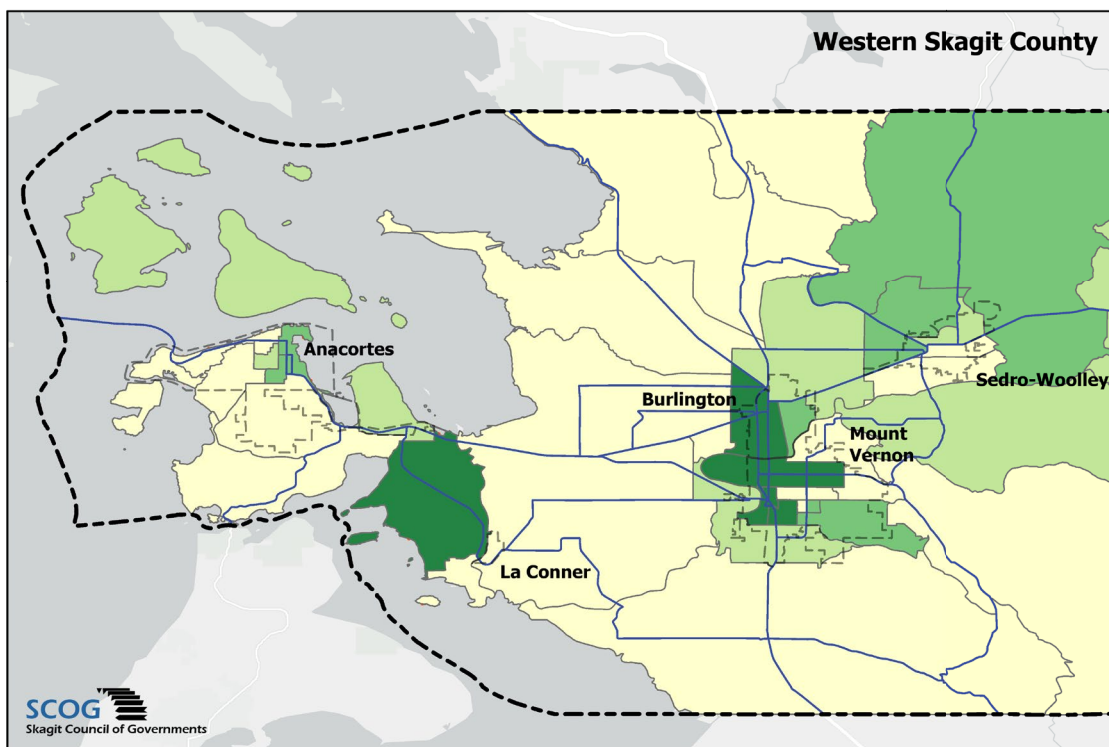 Western Skagit County
Anacortes
Sedro-Woolley
Burlington
Mount
Vernon
La Conner
SCOG
Skagit Council of Governments